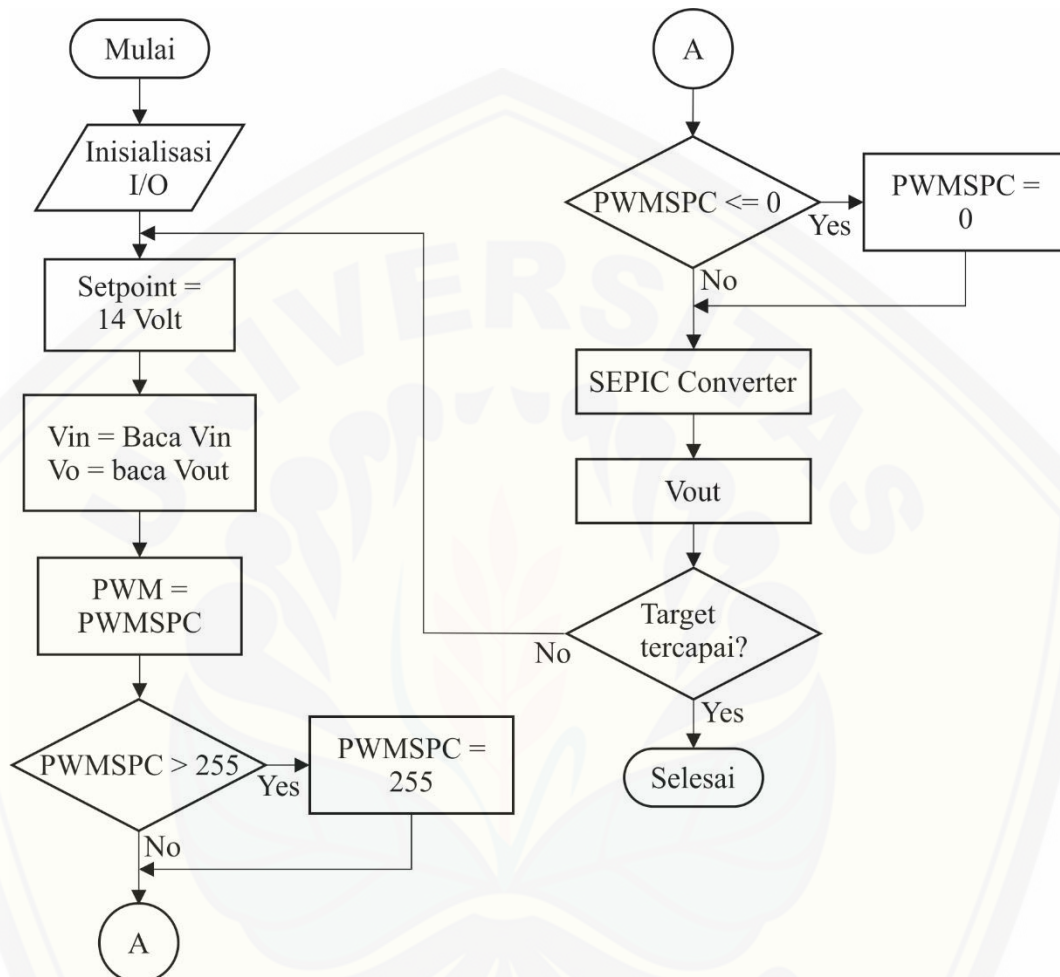 Mulai
Inisialisasi
I/O
Setpoint =
14 Volt
Vin = Baca Vin
Vo = baca Vout
PWM =
PWMSPC
PWMSPC > 255
Yes
PWMSPC =
255
No
A
A
PWMSPC <= 0
Yes
PWMSPC =
0
No
SEPIC Converter
Vout
Target
tercapai?
No
Yes
Selesai
UNIVERSITAS